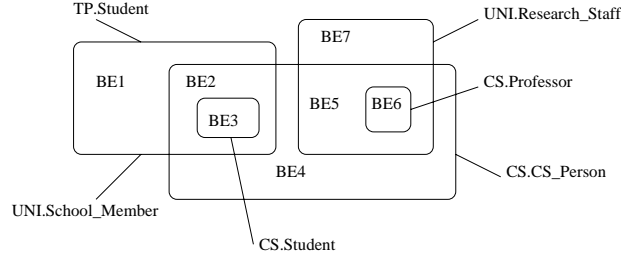 TP.Student
UNI.Research_Staff
BE7
BE1
BE2
CS.Professor
BE5
BE6
BE3
BE4
CS.CS_Person
UNI.School_Member
CS.Student